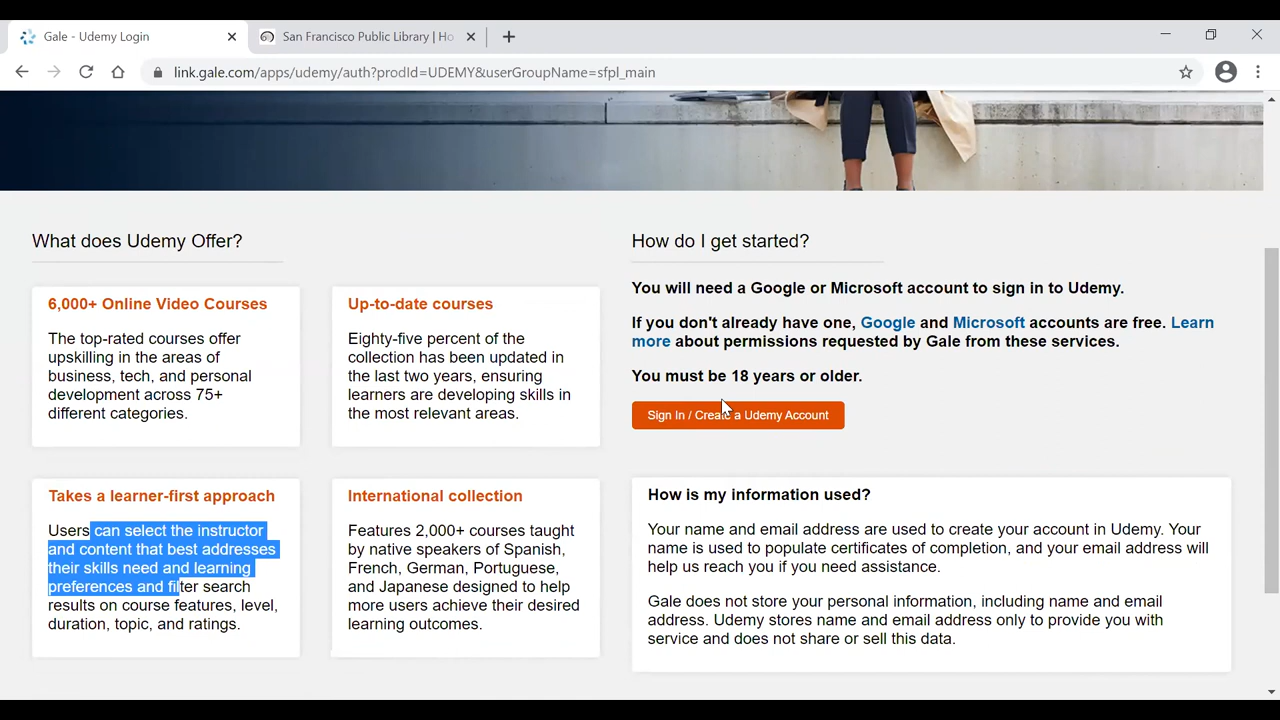 Gale - Udemy Login
San Francisco Public Library | Ho
link.gale.com/apps/udemy/auth?prodId=UDEMY&userGroupName=sfpl_main
What does Udemy Offer?
6,000+ Online Video Courses
The top-rated courses offer
upskilling in the areas of
business, tech, and personal
development across 75+
different categories.
Up-to-date courses
Eighty-five percent of the
collection has been updated in
the last two years, ensuring
learners are developing skills in
the most relevant areas.
Takes a learner-first approach
Users can select the instructor
and content that best addresses
their skills need and learning
preferences and filter search
results on course features, level,
duration, topic, and ratings.
International collection
Features 2,000+ courses taught
by native speakers of Spanish,
French, German, Portuguese,
and Japanese designed to help
more users achieve their desired
learning outcomes.
How do I get started?
You will need a Google or Microsoft account to sign in to Udemy.
If you don't already have one, Google and Microsoft accounts are free. Learn
more about permissions requested by Gale from these services.
You must be 18 years or older.
Sign In / Create a Udemy Account
How is my information used?
Your name and email address are used to create your account in Udemy. Your
name is used to populate certificates of completion, and your email address will
help us reach you if you need assistance.
Gale does not store your personal information, including name and email
address. Udemy stores name and email address only to provide you with
service and does not share or sell this data.